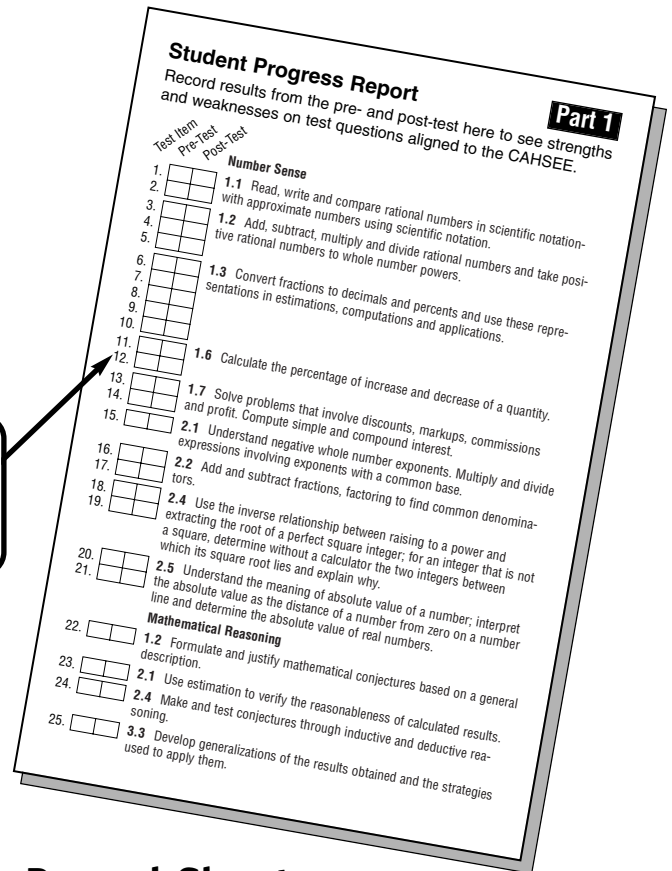 Student Progress Report
Part 1
Record results from the pre- and post-test here to see strengths
and weaknesses on test questions aligned to the CAHSEE.
Test Item
Pre-Test
Post-Test
Number Sense
1.
2.
1.1 Read, write and compare rational numbers in scientific notation-
with approximate numbers using scientific notation.
3.
4.
5.
1.2 Add, subtract, multiply and divide rational numbers and take posi-
tive rational numbers to whole number powers.
6.
7.
8.
9.
10.
1.3 Convert fractions to decimals and percents and use these repre-
sentations in estimations, computations and applications.
11.
12.
1.6 Calculate the percentage of increase and decrease of a quantity.
13.
14.
1.7 Solve problems that involve discounts, markups, commissions
and profit. Compute simple and compound interest.
15.
2.1 Understand negative whole number exponents. Multiply and divide
expressions involving exponents with a common base.
16.
17.
2.2 Add and subtract fractions, factoring to find common denomina-
tors.
18.
19.
2.4 Use the inverse relationship between raising to a power and
extracting the root of a perfect square integer; for an integer that is not
a square, determine without a calculator the two integers between
which its square root lies and explain why.
20.
21.
2.5 Understand the meaning of absolute value of a number; interpret
the absolute value as the distance of a number from zero on a number
line and determine the absolute value of real numbers.
Mathematical Reasoning
22.
1.2 Formulate and justify mathematical conjectures based on a general
description.
23.
2.1 Use estimation to verify the reasonableness of calculated results.
24.
2.4 Make and test conjectures through inductive and deductive rea-
soning.
25.
3.3 Develop generalizations of the results obtained and the strategies
used to apply them.